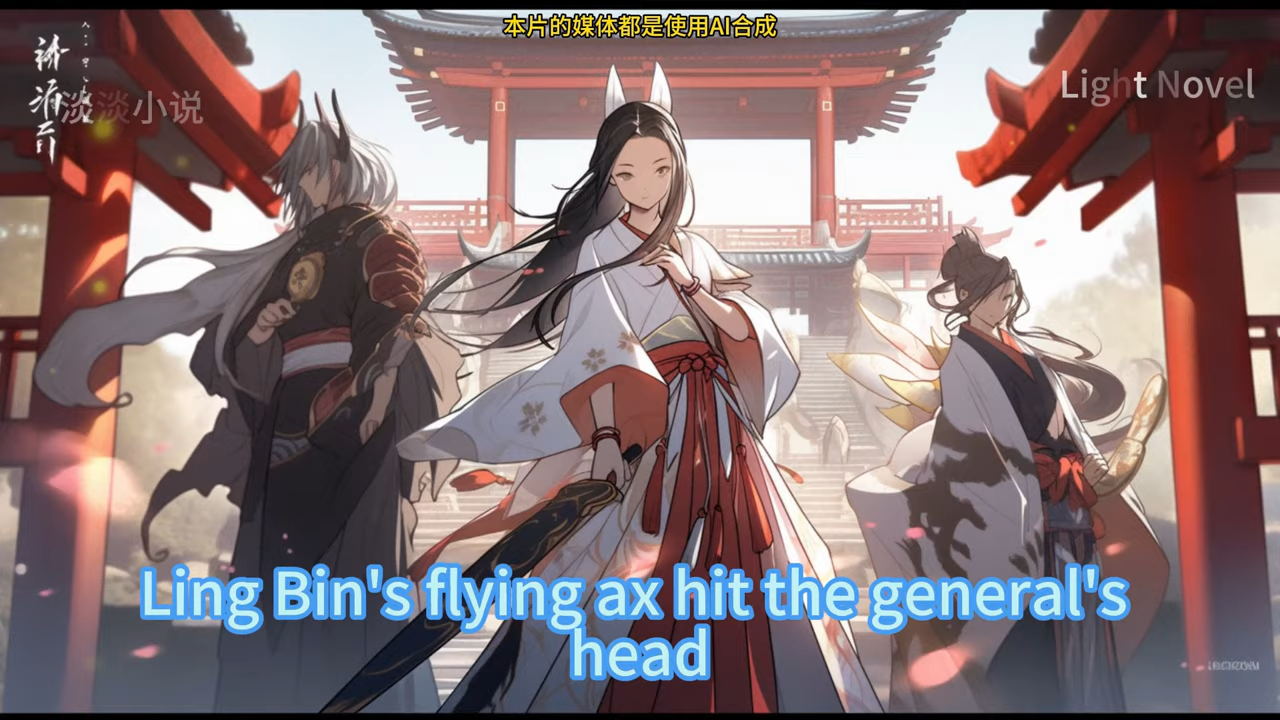 本片的媒体都是使用AI合成
淡淡小说
Light Novel
Ling Bin's flying ax hit the general's
head